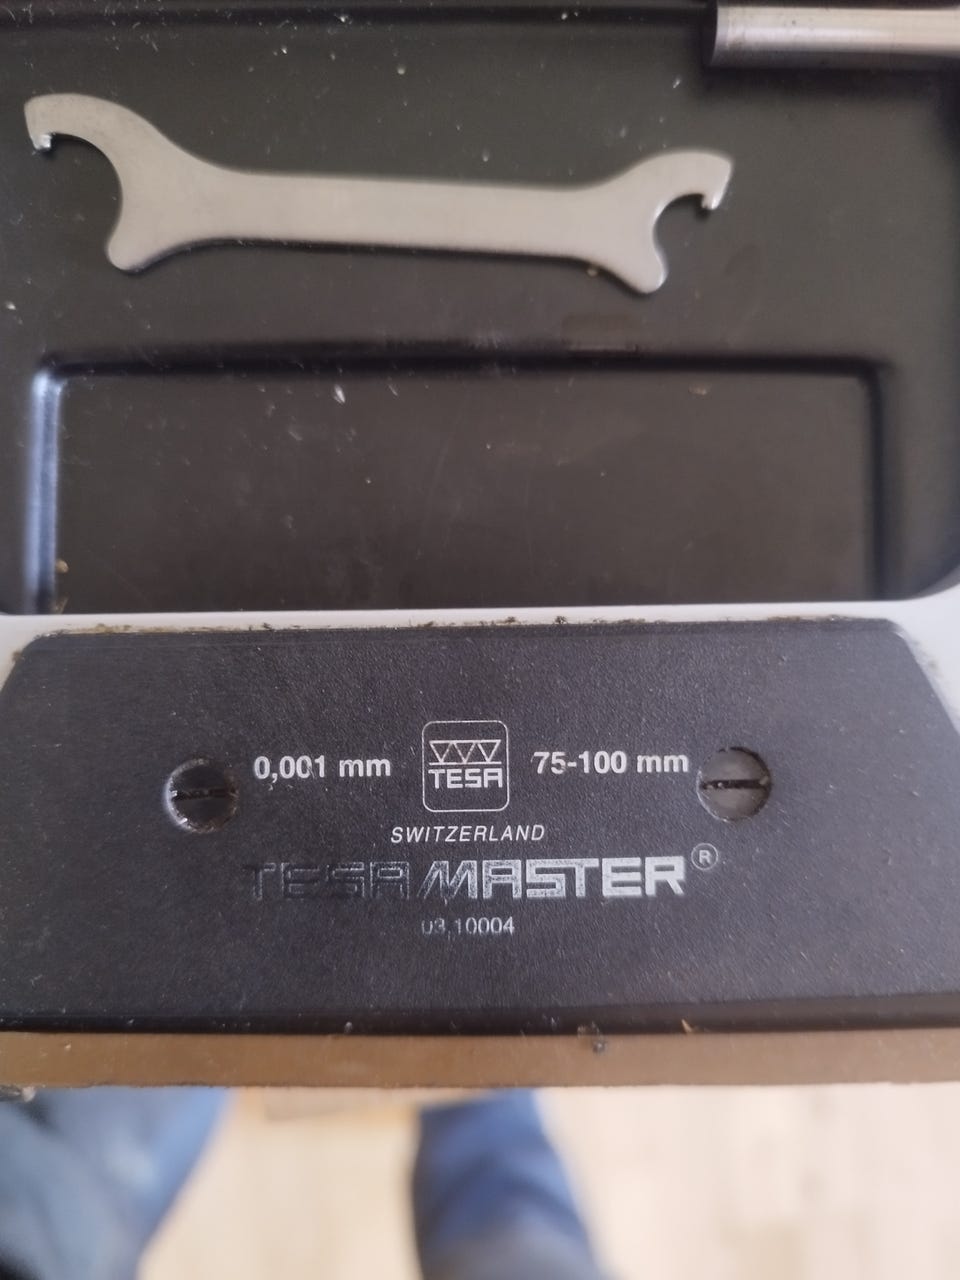 0,001 mm TESA 75-100 mm
SWITZERLAND
TESAMASTER®
03.10004